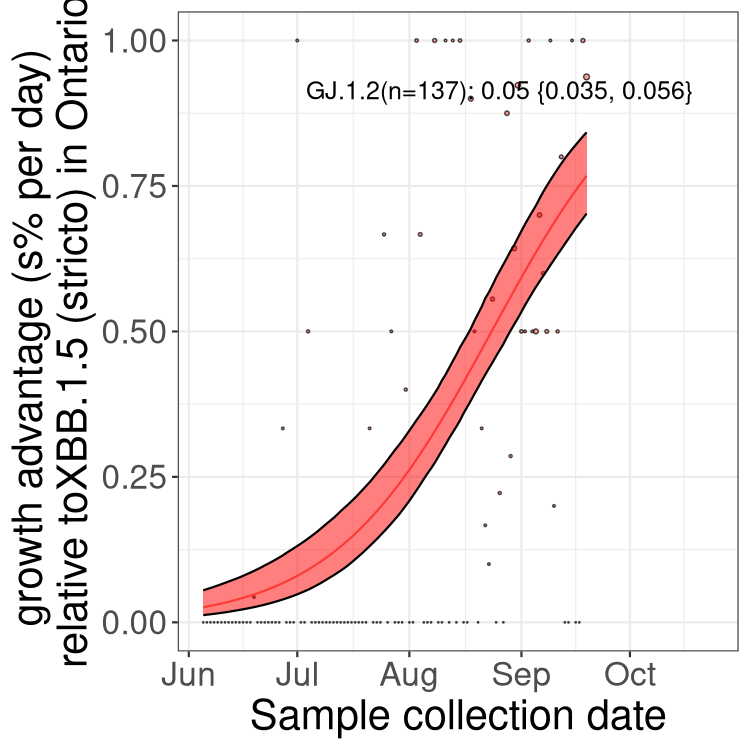 growth advantage (s% per day)
relative toXBB.1.5 (stricto) in Ontario
1.00
0.75
0.50
0.25
0.00
GJ.1.2(n=137): 0.05 {0.035, 0.056}
Jun Jul Aug Sep Oct
Sample collection date